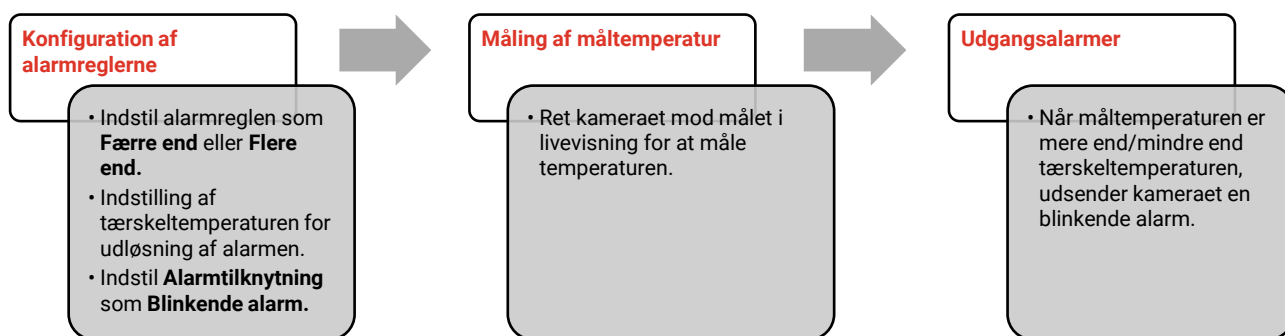 Konfiguration af
alarmreglerne
• Indstil alarmreglen som
Færre end eller Flere
end.
• Indstilling af
tærskeltemperaturen for
udløsning af alarmen.
• Indstil Alarmtilknytning
som Blinkende alarm.
Måling af måltemperatur
• Ret kameraet mod målet i
livevisning for at måle
temperaturen.
Udgangsalarmer
• Når måltemperaturen er
mere end/mindre end
tærskeltemperaturen,
udsender kameraet en
blinkende alarm.